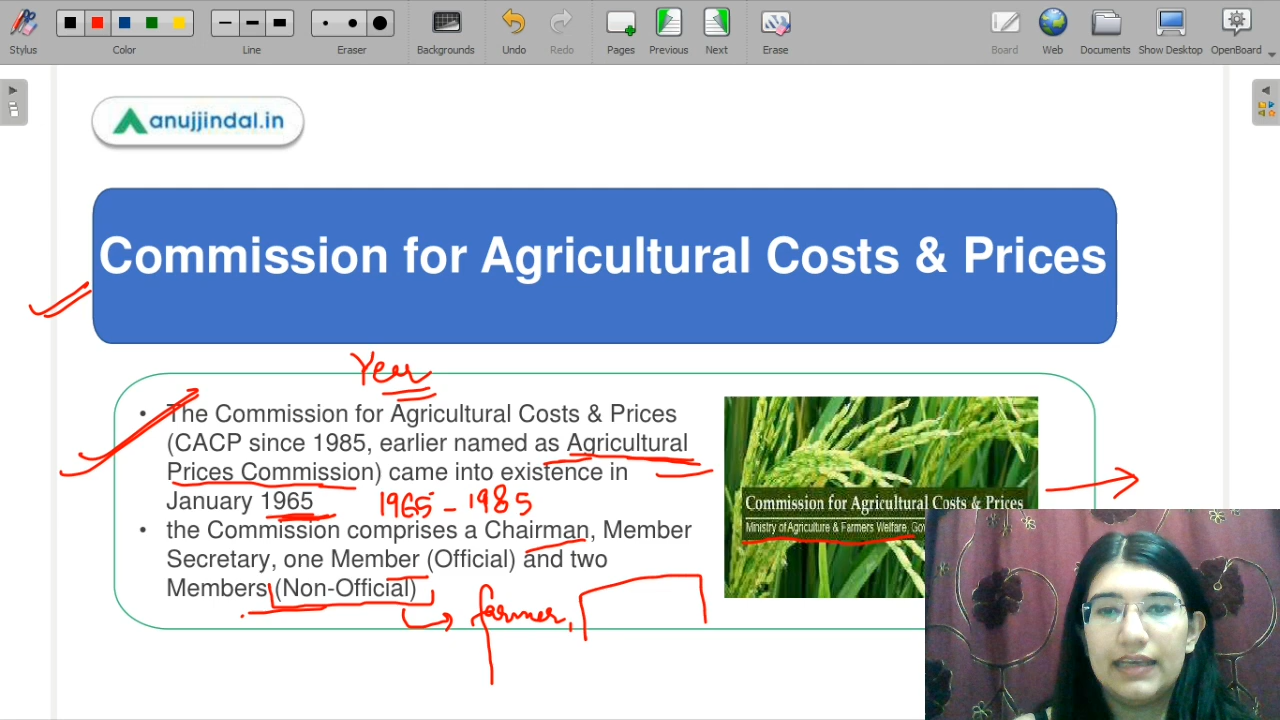 Stylus
Color
Line
Eraser
Backgrounds
Undo
Redo
Pages
Previous
Next
Erase
Board
Web
Documents
Show Desktop
OpenBoard
anujjindal.in
Commission for Agricultural Costs & Prices
Year
• The Commission for Agricultural Costs & Prices
(CACP since 1985, earlier named as Agricultural
Prices Commission) came into existence in
January 1965 1965 - 1985
• the Commission comprises a Chairman, Member
Secretary, one Member (Official) and two
Members (Non-Official)
farmer,
Commission for Agricultural Costs & Prices
Ministry of Agriculture & Farmers Welfare,